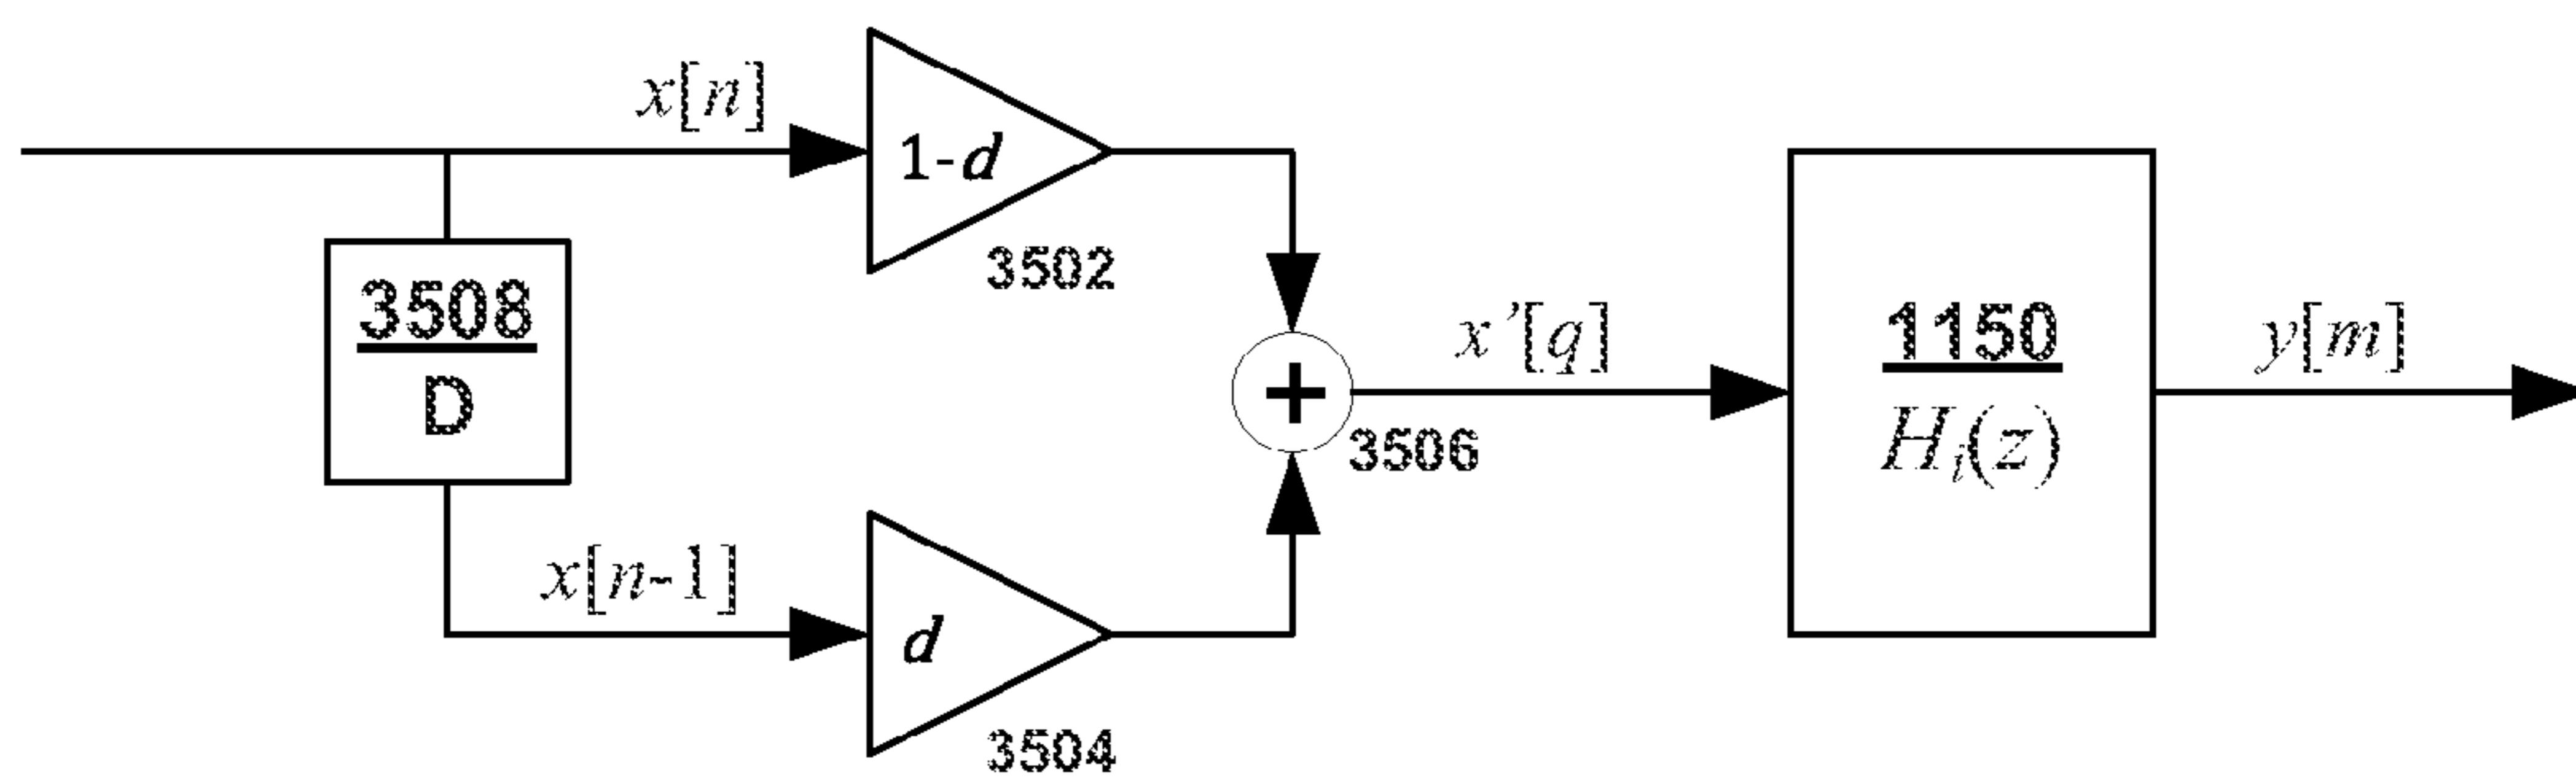 x[n]
1-d
3502
3508
D
x’[q]
1150
Hᵢ(z)
y[m]
3506
x[n-1]
d
3504